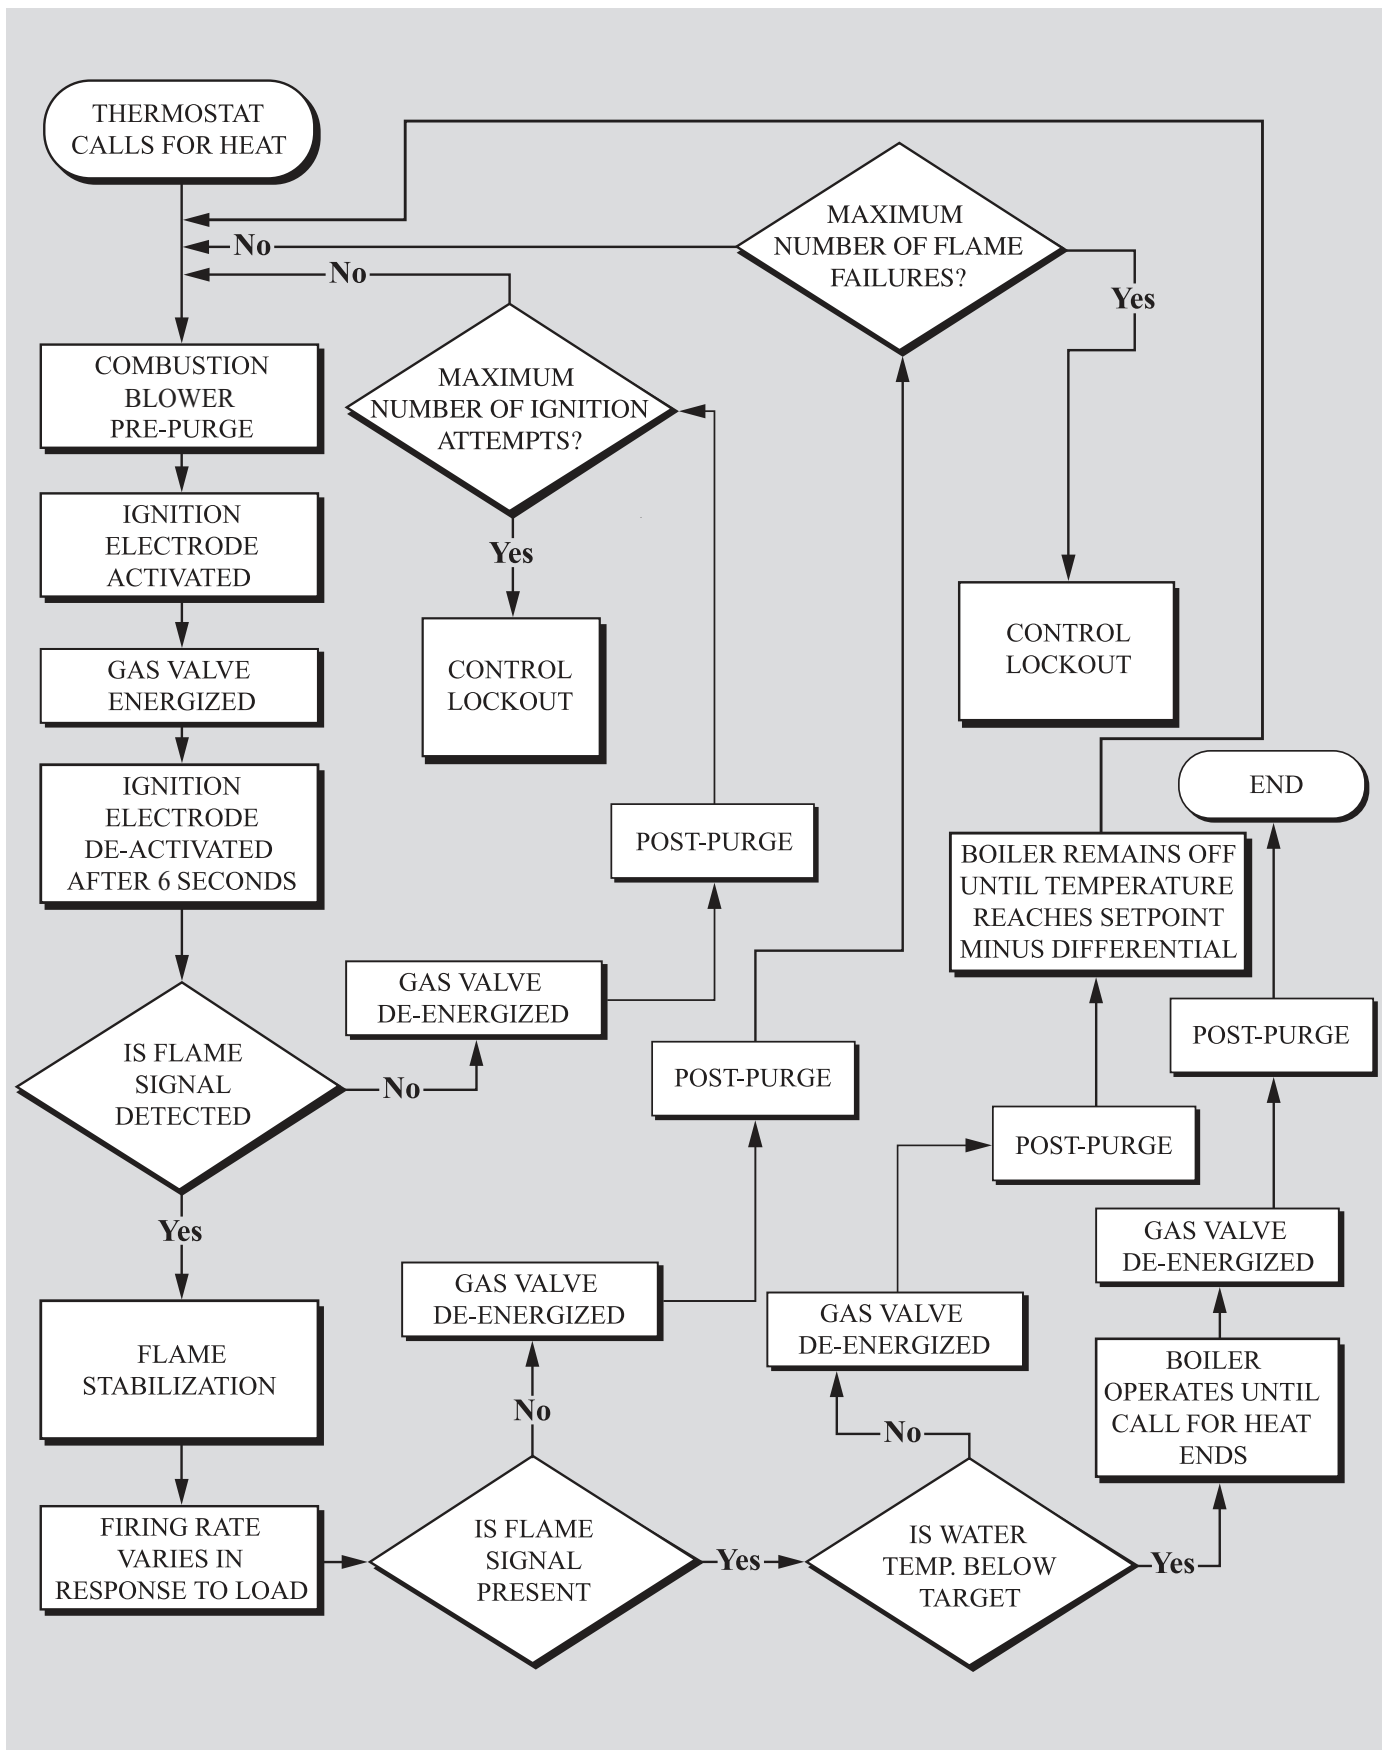 THERMOSTAT
CALLS FOR HEAT
MAXIMUM
NUMBER OF FLAME
FAILURES?
No
No
Yes
COMBUSTION
BLOWER
PRE-PURGE
MAXIMUM
NUMBER OF IGNITION
ATTEMPTS?
IGNITION
ELECTRODE
ACTIVATED
Yes
CONTROL
LOCKOUT
CONTROL
LOCKOUT
GAS VALVE
ENERGIZED
IGNITION
ELECTRODE
DE-ACTIVATED
AFTER 6 SECONDS
POST-PURGE
END
BOILER REMAINS OFF
UNTIL TEMPERATURE
REACHES SETPOINT
MINUS DIFFERENTIAL
GAS VALVE
DE-ENERGIZED
POST-PURGE
IS FLAME
SIGNAL
DETECTED
No
POST-PURGE
POST-PURGE
Yes
GAS VALVE
DE-ENERGIZED
GAS VALVE
DE-ENERGIZED
GAS VALVE
DE-ENERGIZED
FLAME
STABILIZATION
BOILER
OPERATES UNTIL
CALL FOR HEAT
ENDS
No
No
FIRING RATE
VARIES IN
RESPONSE TO LOAD
IS FLAME
SIGNAL
PRESENT
Yes
IS WATER
TEMP. BELOW
TARGET
Yes